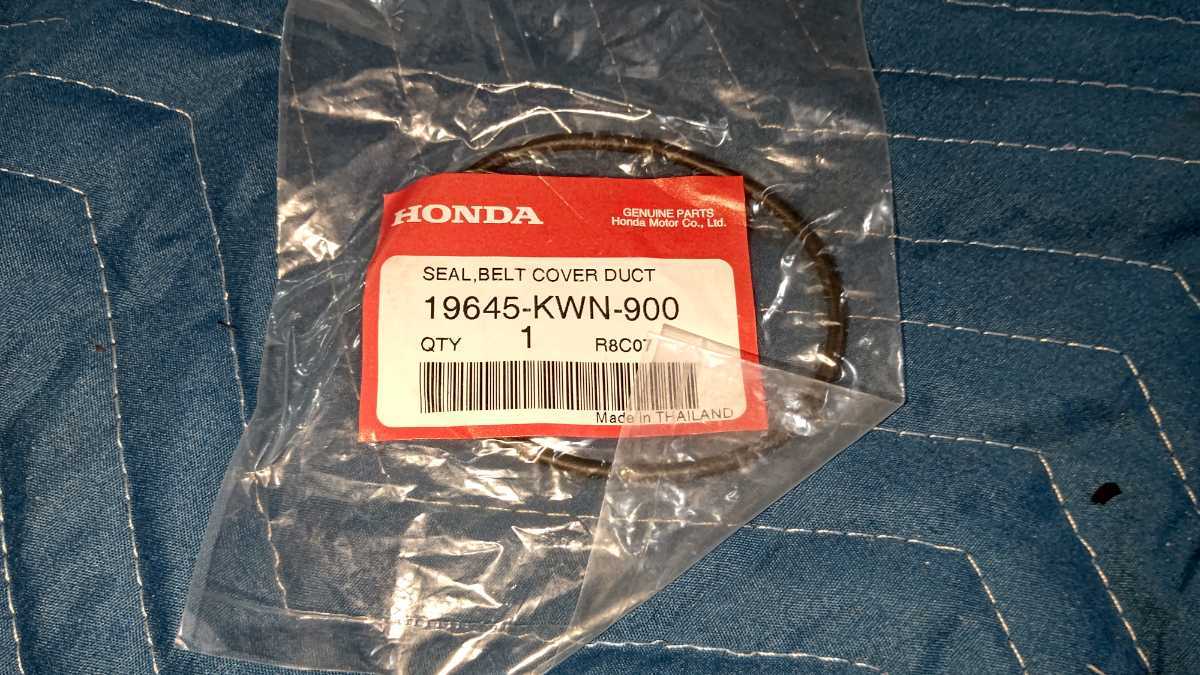 HONDA
GENUINE PARTS
Honda Motor Co., Ltd.
SEAL,BELT COVER DUCT
19645-KWN-900
QTY 1 R8C07
Made in THAILAND